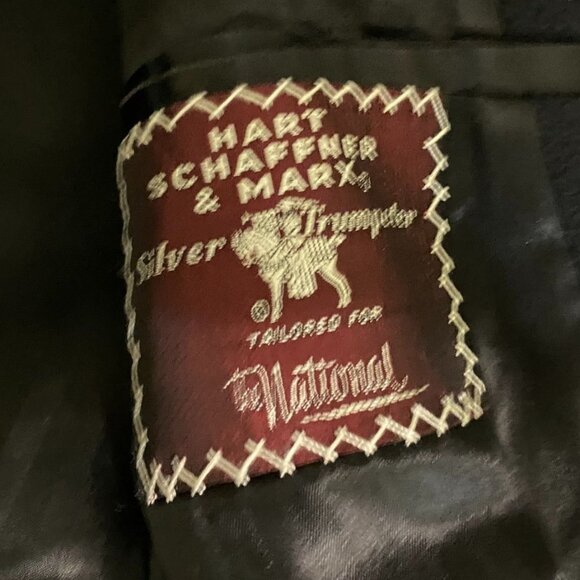 HART
SCHAFFNER
& MARX
Silver Trumpeter
©
TAILORED FOR
The National